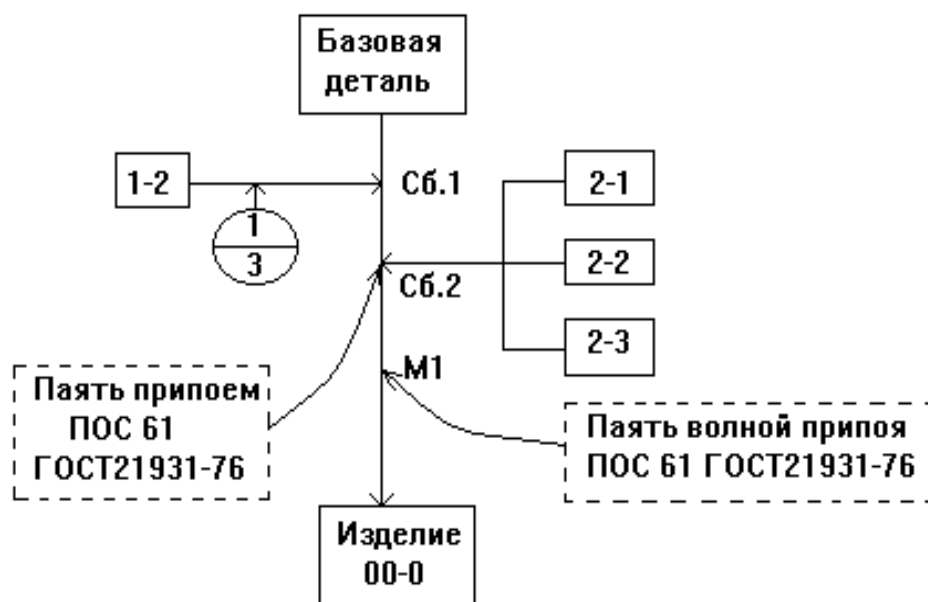 Базовая
деталь
1-2
Сб.1
2-1
1
3
2-2
Сб.2
2-3
М1
Паять припоем
ПОС 61
ГОСТ21931-76
Паять волной припоя
ПОС 61 ГОСТ21931-76
Изделие
00-0